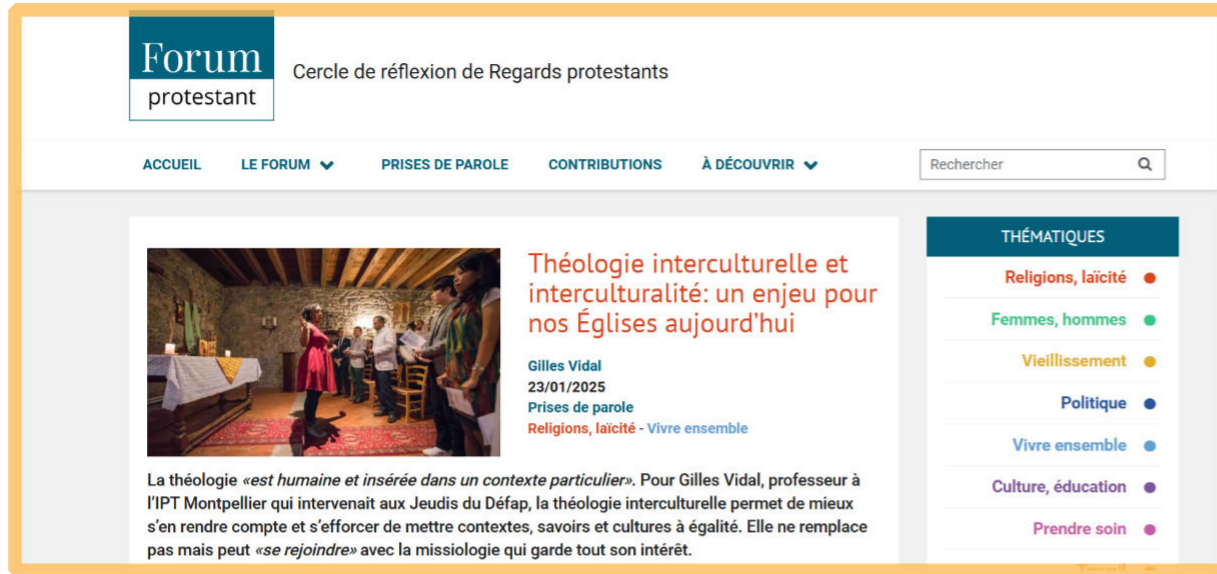 Forum
protestant
Cercle de réflexion de Regards protestants
ACCUEIL LE FORUM PRISES DE PAROLE CONTRIBUTIONS À DÉCOUVRIR Rechercher
Théologie interculturelle et
interculturalité: un enjeu pour
nos Églises aujourd'hui
Gilles Vidal
23/01/2025
Prises de parole
Religions, laïcité - Vivre ensemble
La théologie «est humaine et insérée dans un contexte particulier». Pour Gilles Vidal, professeur à
l'IPT Montpellier qui intervenait aux Jeudis du Défap, la théologie interculturelle permet de mieux
s'en rendre compte et s'efforcer de mettre contextes, savoirs et cultures à égalité. Elle ne remplace
pas mais peut «se rejoindre» avec la missiologie qui garde tout son intérêt.
THÉMATIQUES
Religions, laïcité
Femmes, hommes
Vieillissement
Politique
Vivre ensemble
Culture, éducation
Prendre soin